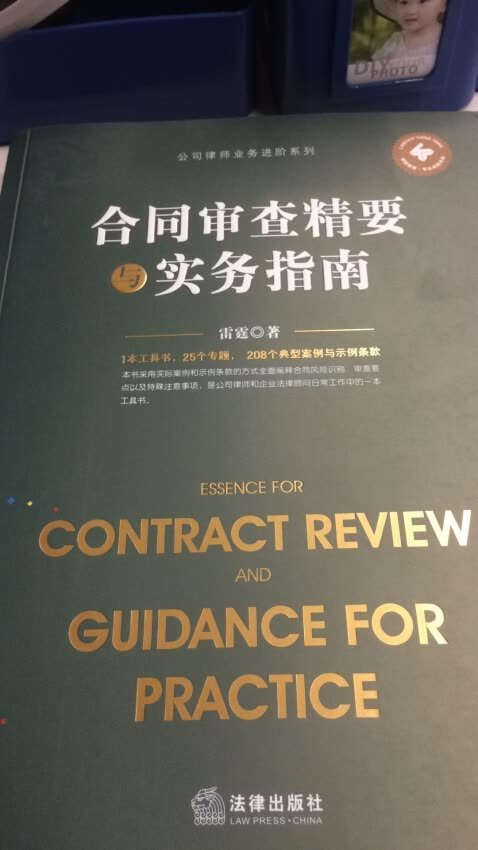 DIY
PHOTO
公司律师业务进阶系列
合同审查精要
与实务指南
雷霆◎著
1本工具书，25个专题，208个典型案例与示例条款
本书采用实际案例和示例条款的方式全面阐释合同风险识别、审查要
点以及特殊注意事项，是公司律师和企业法律顾问日常工作中的一本
工具书。
ESSENCE FOR
CONTRACT REVIEW
AND
GUIDANCE FOR
PRACTICE
法律出版社
LAW PRESS·CHINA